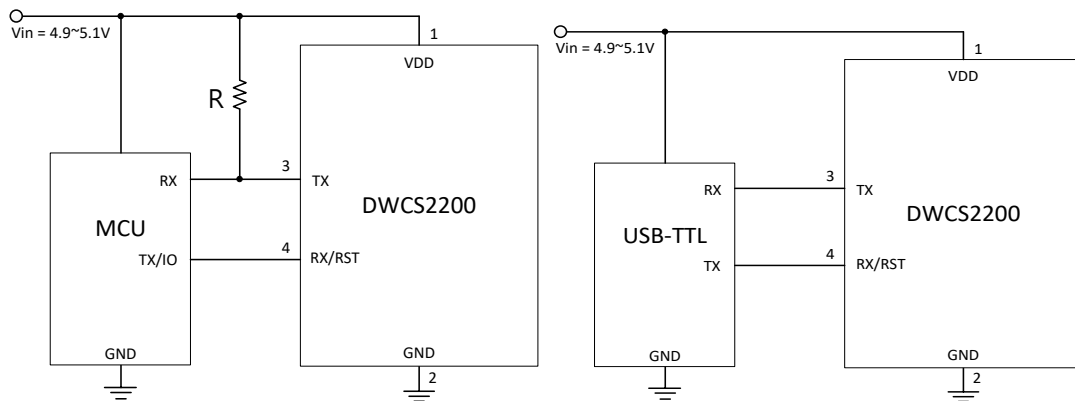 Vin = 4.9~5.1V
1
VDD
R
RX
3
TX
MCU
DWCS2200
TX/IO
4
RX/RST
GND
GND
2
Vin = 4.9~5.1V
1
VDD
RX
3
TX
USB-TTL
DWCS2200
TX
4
RX/RST
GND
GND
2